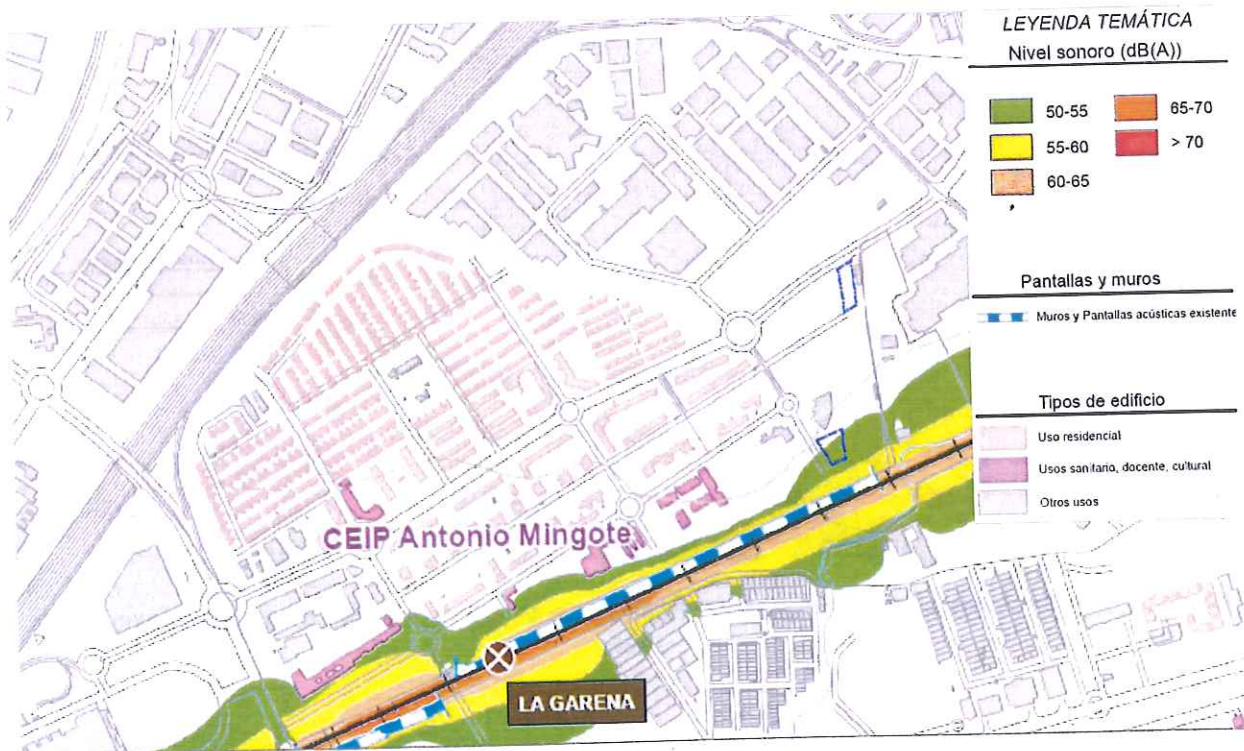 LEYENDA TEMÁTICA
Nivel sonoro (dB(A))
50-55
65-70
55-60
> 70
60-65
Pantallas y muros
Muros y Pantallas acústicas existente
Tipos de edificio
Uso residencial
Usos sanitario, docente, cultural
Otros usos
CEIP Antonio Mingote
LA GARENA